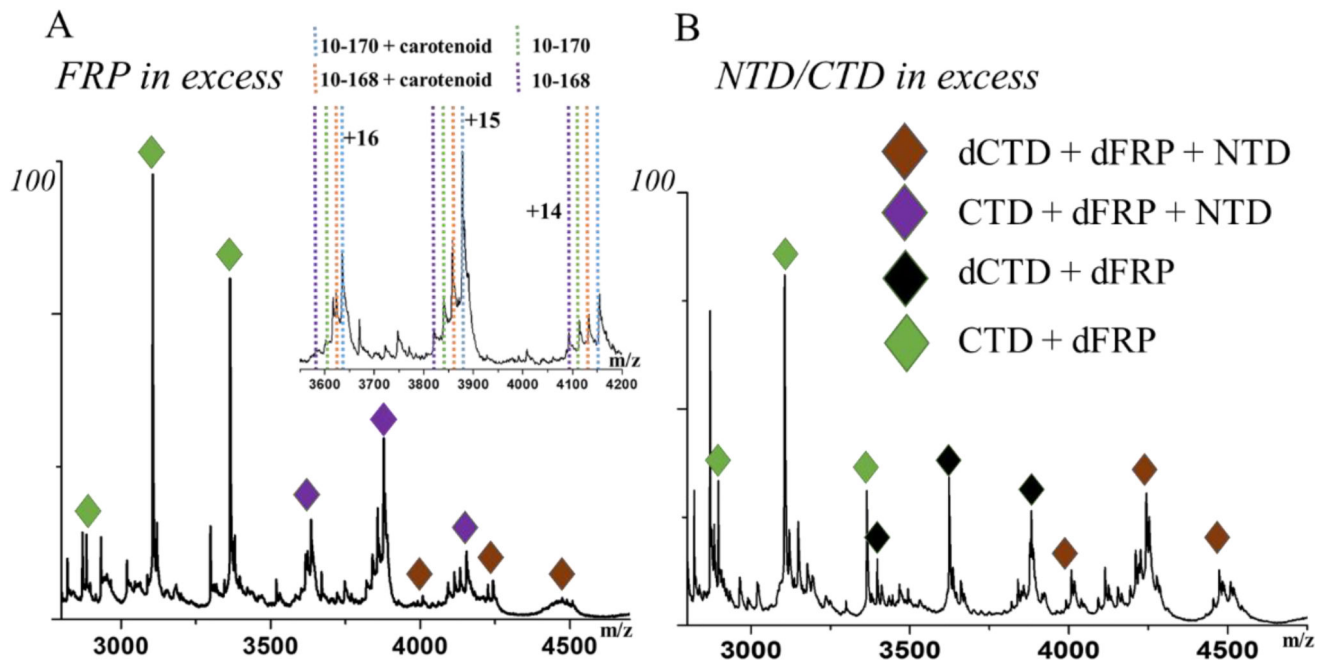 A
FRP in excess
10-170 + carotenoid
10-170
10-168 + carotenoid
10-168
+16
+15
+14
m/z
3600
3700
3800
3900
4000
4100
4200
100
3000
3500
4000
4500
m/z
B
NTD/CTD in excess
dCTD + dFRP + NTD
CTD + dFRP + NTD
dCTD + dFRP
CTD + dFRP
100
3000
3500
4000
4500
m/z